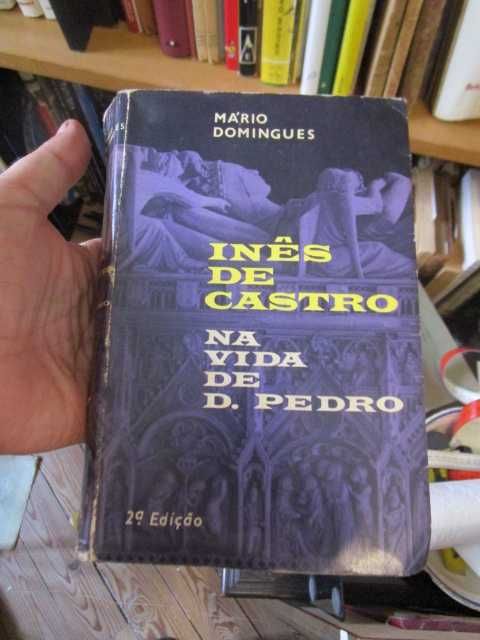 MÁRIO
DOMINGUES
INÊS
DE
CASTRO
NA
VIDA
DE
D. PEDRO
2ª Edição